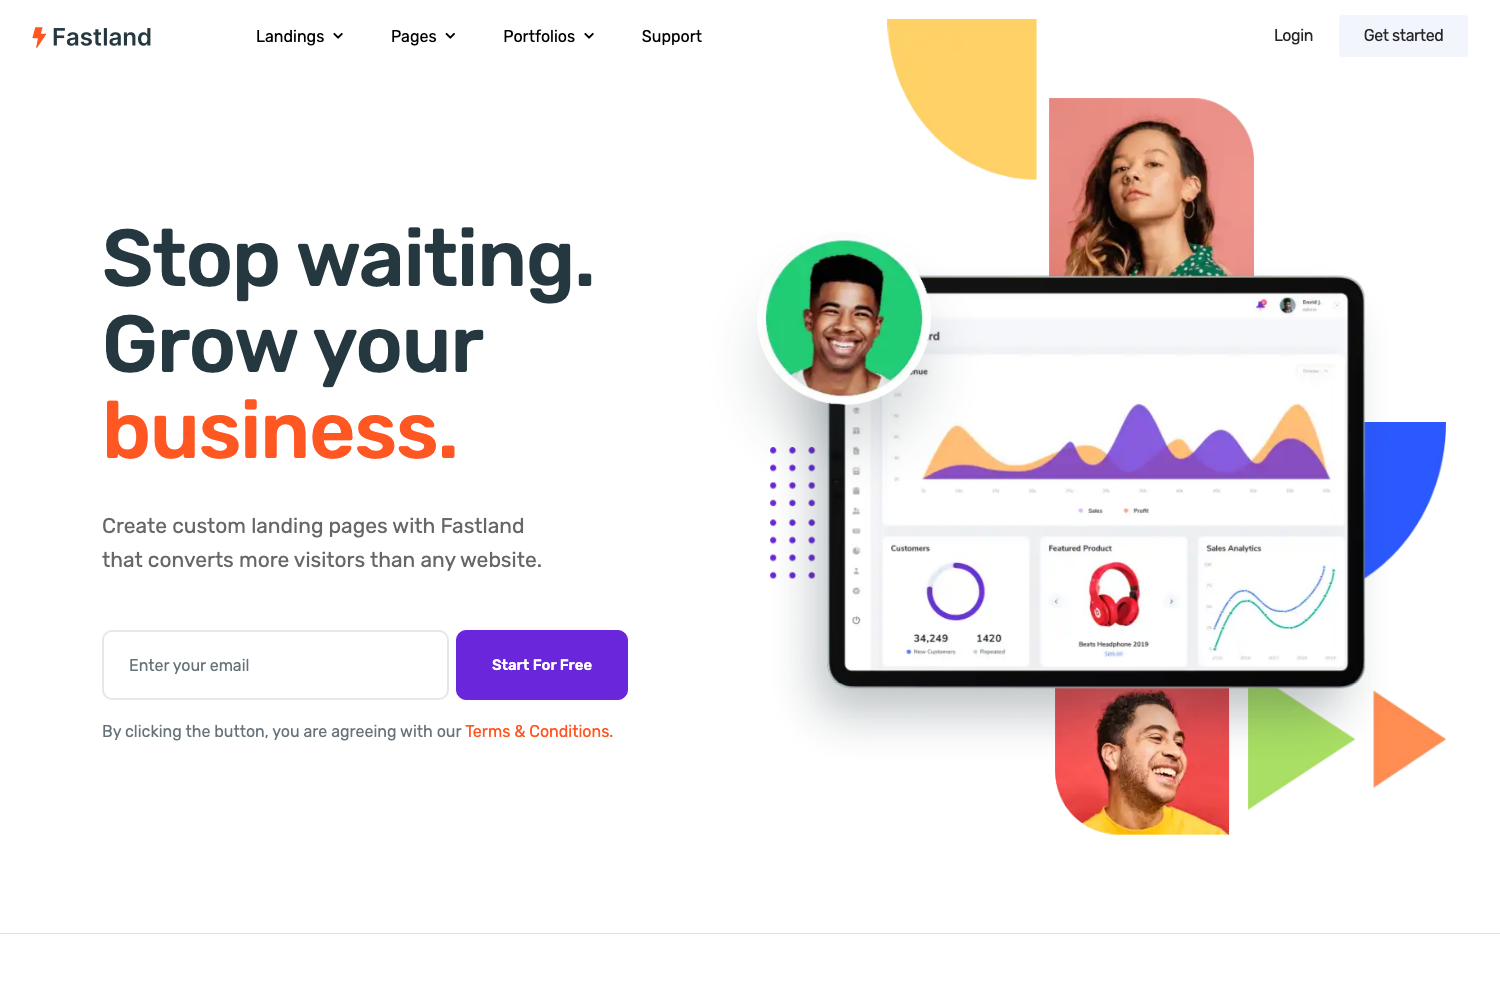 Fastland
Landings
Pages
Portfolios
Support
Login
Get started
Stop waiting.
Grow your
business.
Create custom landing pages with Fastland
that converts more visitors than any website.
Enter your email
Start For Free
By clicking the button, you are agreeing with our Terms & Conditions.
David J.
Sales
Profit
Customers
34,249
1420
New Customers
Repeated
Featured Product
Beats Headphone 2019
Sales Analytics